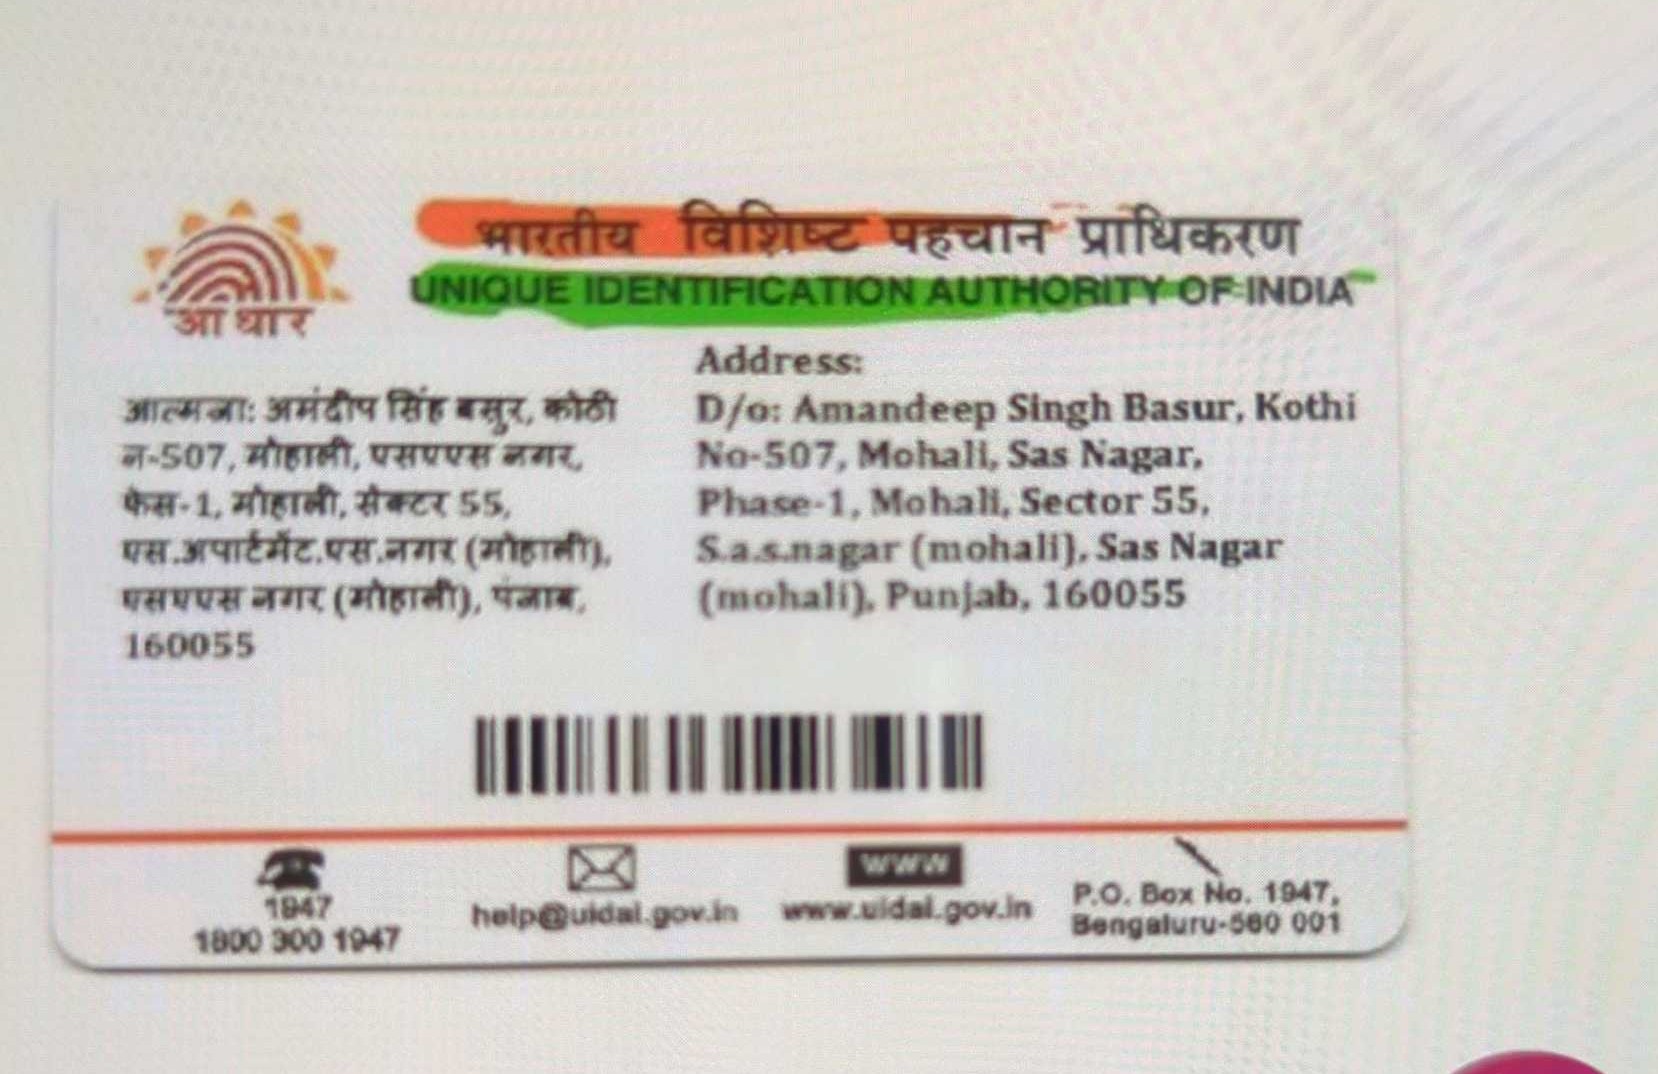 भारतीय विशिष्ट पहचान प्राधिकरण
UNIQUE IDENTIFICATION AUTHORITY OF INDIA
आधार
आत्मजा: अमंदीप सिंह बसुर, कोठी
न-507, मोहाली, एसएएस नगर,
फेस-1, मोहाली, सेक्टर 55,
एस.अपार्टमेंट.एस.नगर (मोहाली),
एसएएस नगर (मोहाली), पंजाब,
160055
Address:
D/o: Amandeep Singh Basur, Kothi
No-507, Mohali, Sas Nagar,
Phase-1, Mohali, Sector 55,
S.a.s.nagar (mohali), Sas Nagar
(mohali), Punjab, 160055
1947
1800 300 1947
help@uidai.gov.in
WWW
www.uidai.gov.in
P.O. Box No. 1947,
Bengaluru-560 001